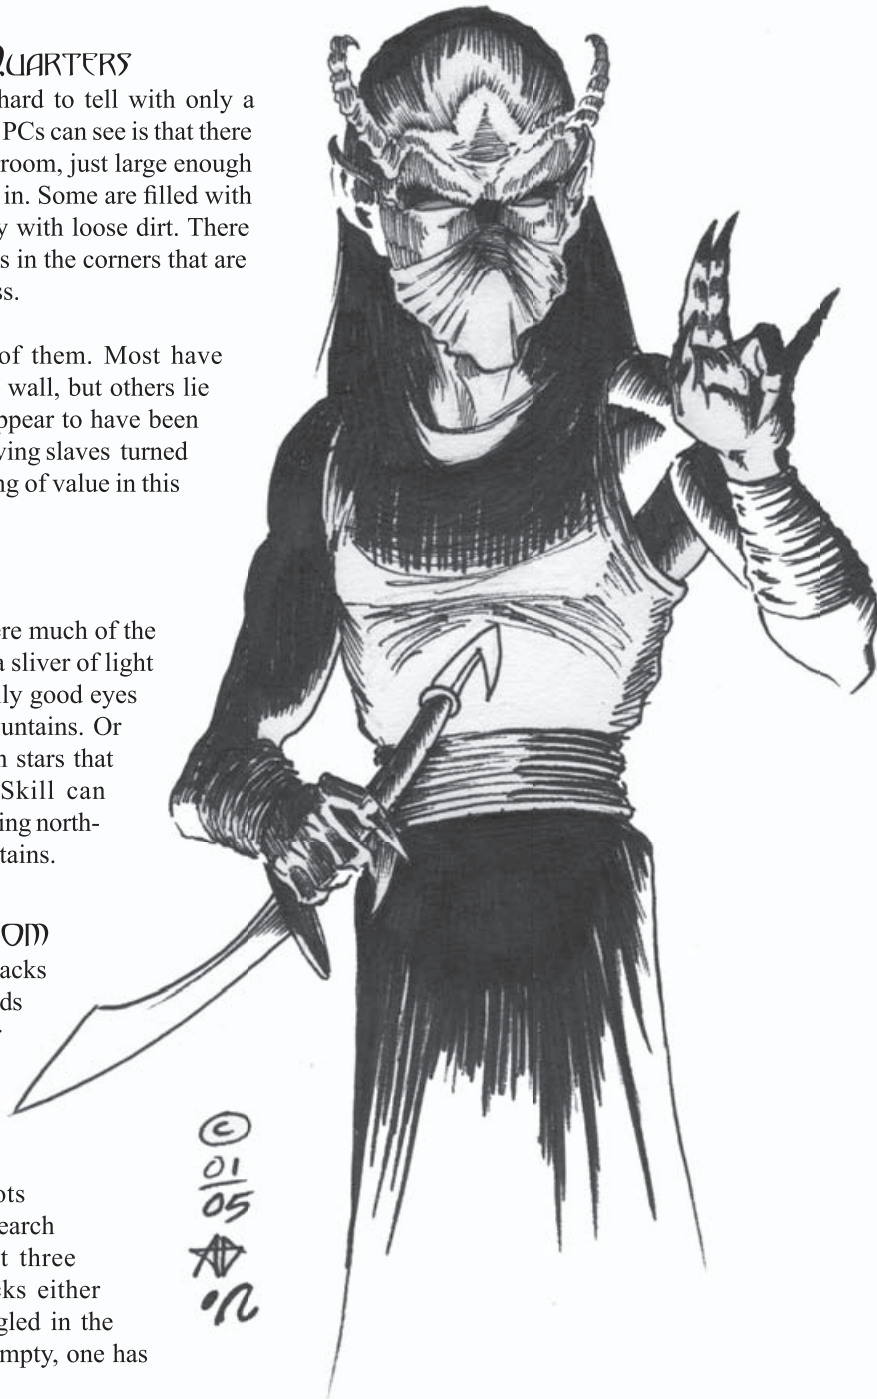 QUARTERS
hard to tell with only a
PCs can see is that there
room, just large enough
in. Some are filled with
y with loose dirt. There
s in the corners that are
ss.
of them. Most have
wall, but others lie
ppear to have been
ving slaves turned
ng of value in this
ere much of the
a sliver of light
lly good eyes
untains. Or
n stars that
Skill can
ing north-
tains.
OM
acks
ds
ots
earch
t three
cks either
gled in the
mpty, one has
©
01
05